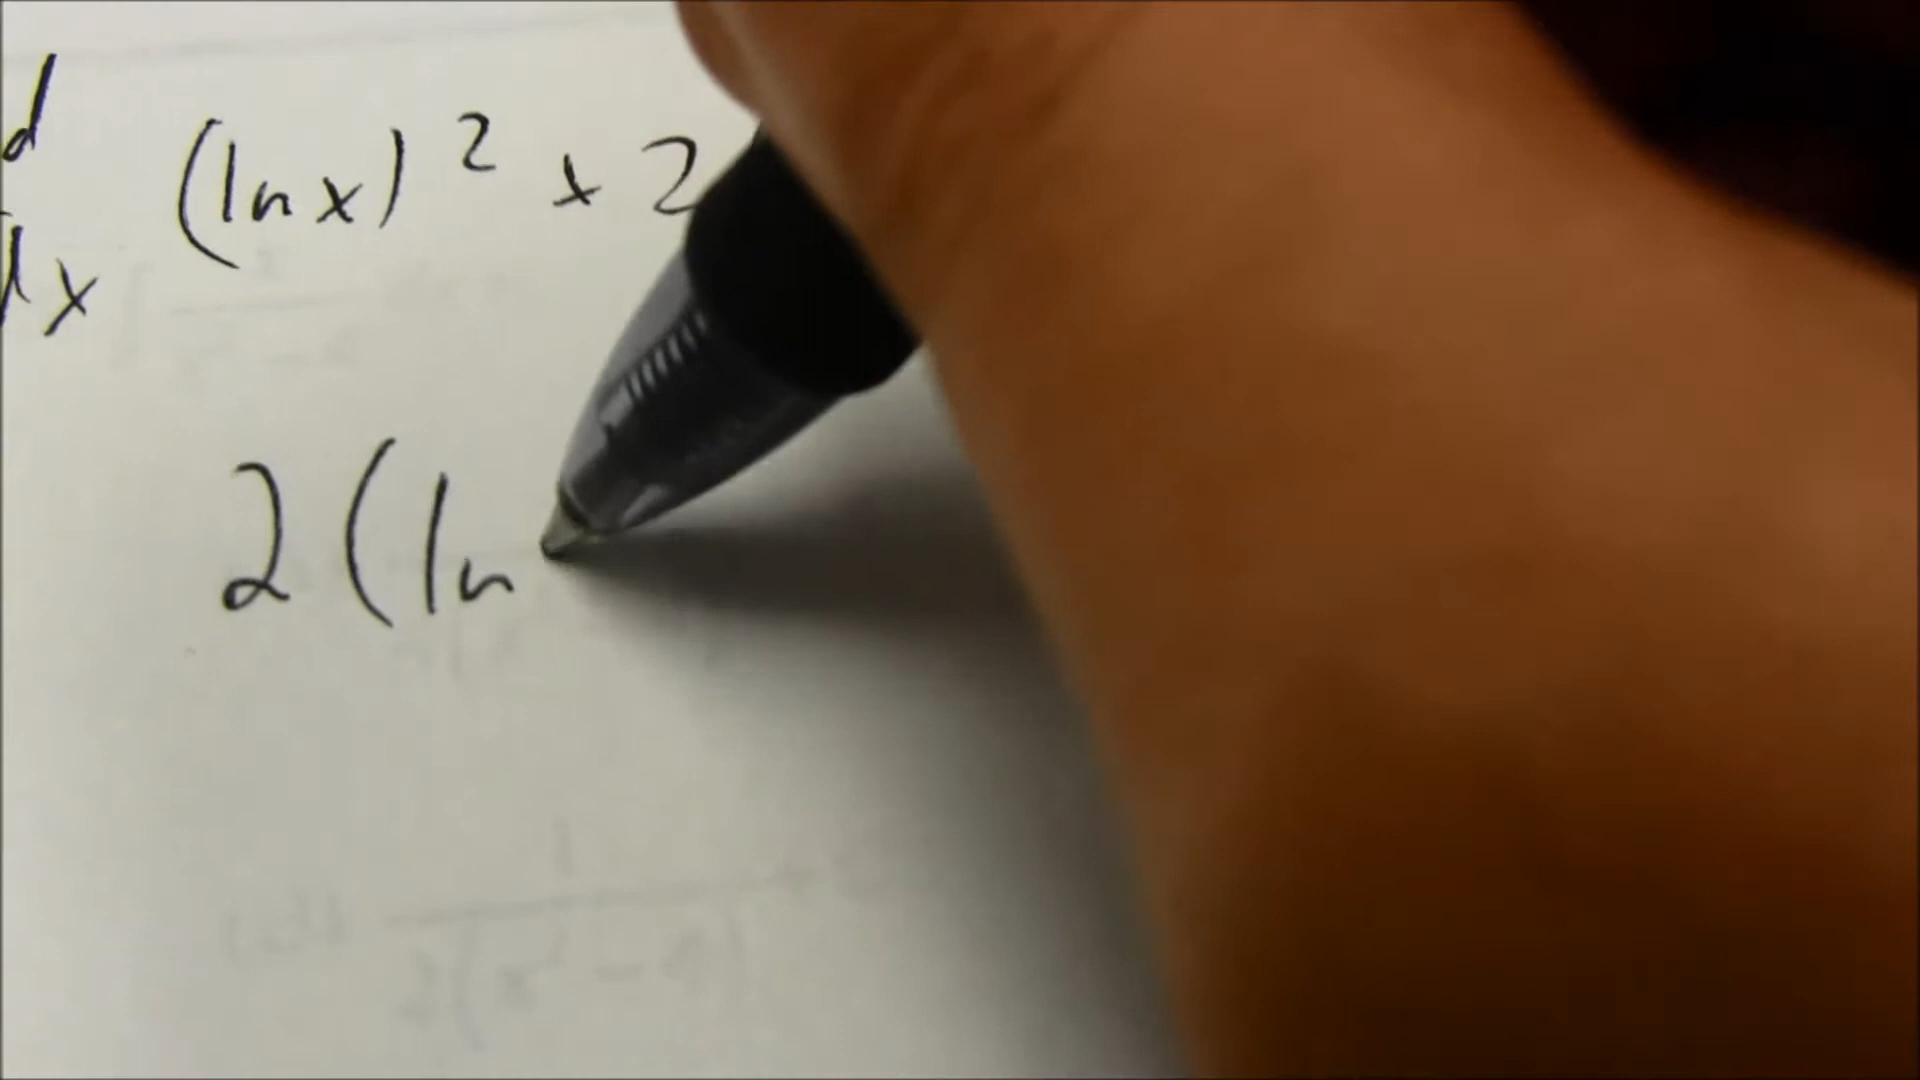 d
dx (ln x)² + 2
2(ln